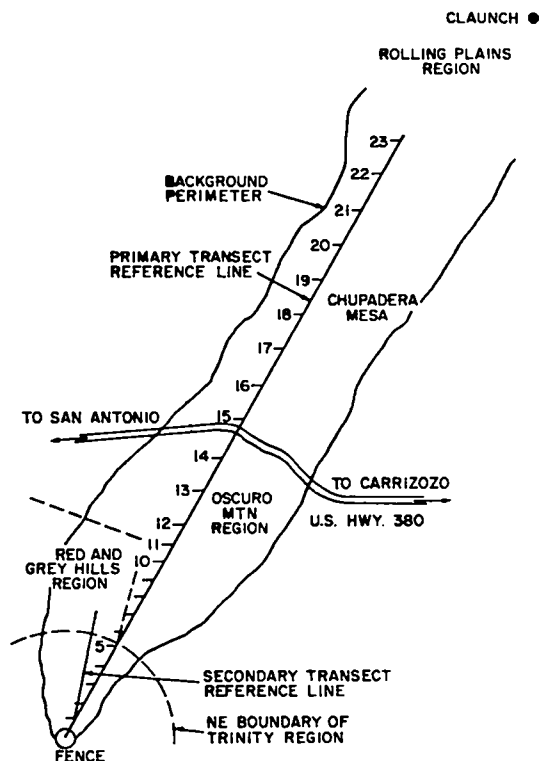 CLAUNCH
ROLLING PLAINS
REGION
23
22
BACKGROUND
PERIMETER
21
20
PRIMARY TRANSECT
REFERENCE LINE
19
CHUPADERA
MESA
18
17
16
TO SAN ANTONIO
15
14
TO CARRIZOZO
13
OSCURO
MTN
REGION
U.S. HWY. 380
12
11
RED AND
GREY HILLS
REGION
10
5
SECONDARY TRANSECT
REFERENCE LINE
NE BOUNDARY OF
TRINITY REGION
FENCE